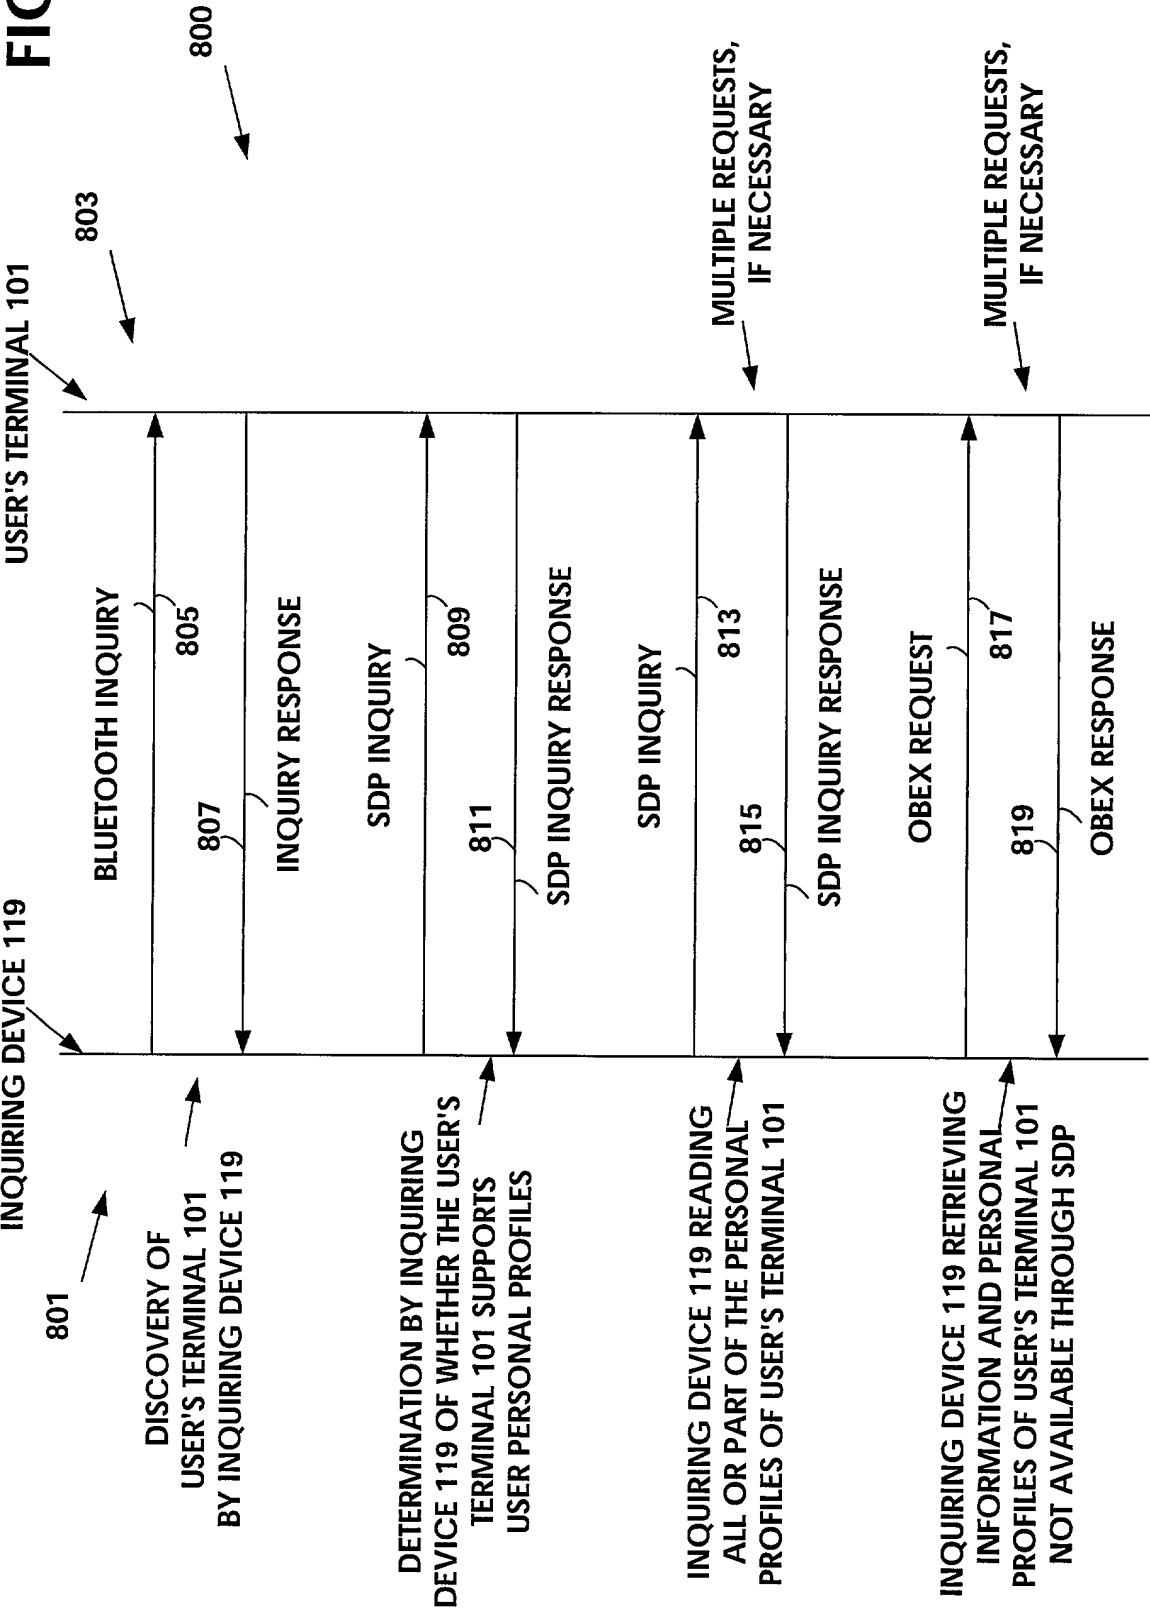 FIG
800
INQUIRING DEVICE 119
USER'S TERMINAL 101
801
803
DISCOVERY OF
USER'S TERMINAL 101
BY INQUIRING DEVICE 119
BLUETOOTH INQUIRY
805
807
INQUIRY RESPONSE
DETERMINATION BY INQUIRING
DEVICE 119 OF WHETHER THE USER'S
TERMINAL 101 SUPPORTS
USER PERSONAL PROFILES
SDP INQUIRY
809
811
SDP INQUIRY RESPONSE
INQUIRING DEVICE 119 READING
ALL OR PART OF THE PERSONAL
PROFILES OF USER'S TERMINAL 101
SDP INQUIRY
813
815
SDP INQUIRY RESPONSE
MULTIPLE REQUESTS,
IF NECESSARY
INQUIRING DEVICE 119 RETRIEVING
INFORMATION AND PERSONAL
PROFILES OF USER'S TERMINAL 101
NOT AVAILABLE THROUGH SDP
OBEX REQUEST
817
819
OBEX RESPONSE
MULTIPLE REQUESTS,
IF NECESSARY